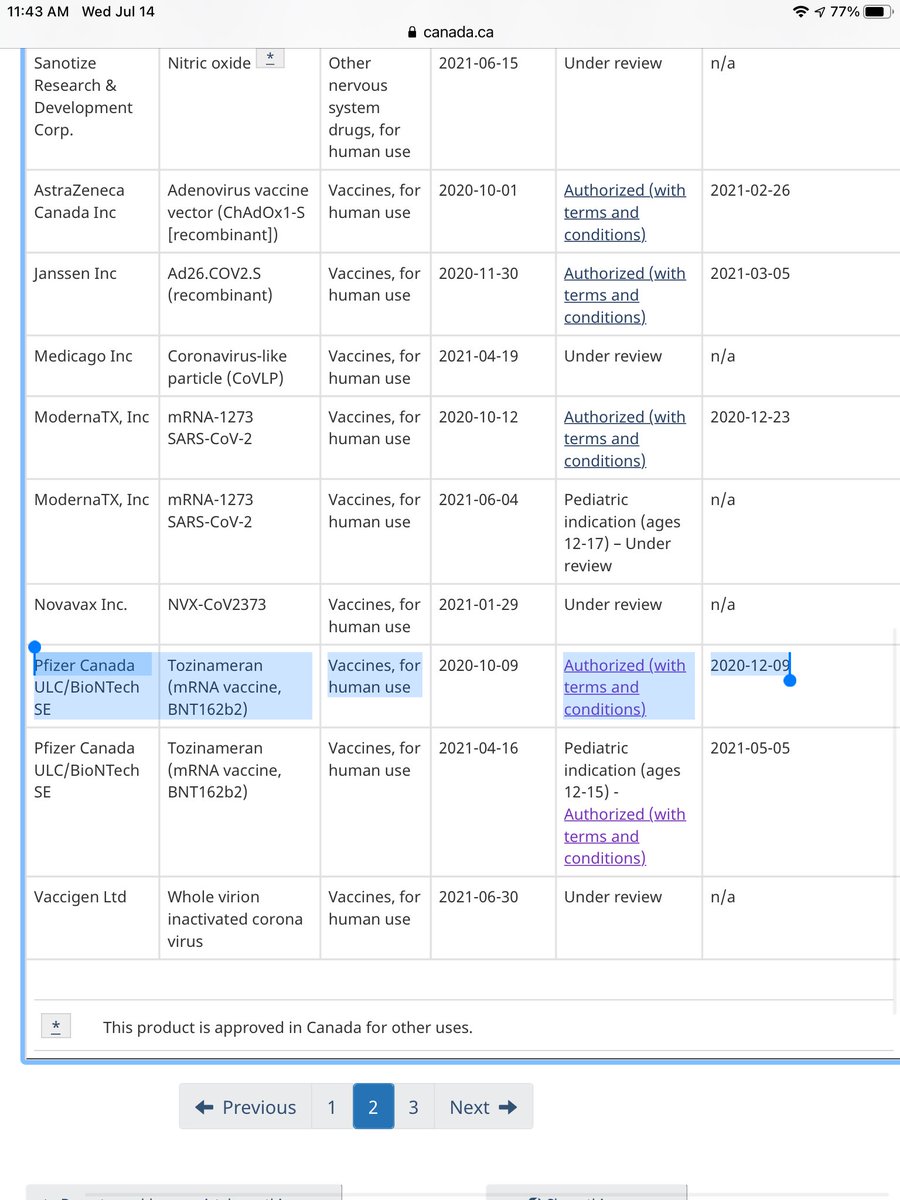 11:43 AM Wed Jul 14 77%
canada.ca
Sanotize Research & Development Corp. Nitric oxide * Other nervous system drugs, for human use 2021-06-15 Under review n/a
AstraZeneca Canada Inc Adenovirus vaccine vector (ChAdOx1-S [recombinant]) Vaccines, for human use 2020-10-01 Authorized (with terms and conditions) 2021-02-26
Janssen Inc Ad26.COV2.S (recombinant) Vaccines, for human use 2020-11-30 Authorized (with terms and conditions) 2021-03-05
Medicago Inc Coronavirus-like particle (CoVLP) Vaccines, for human use 2021-04-19 Under review n/a
ModernaTX, Inc mRNA-1273 SARS-CoV-2 Vaccines, for human use 2020-10-12 Authorized (with terms and conditions) 2020-12-23
ModernaTX, Inc mRNA-1273 SARS-CoV-2 Vaccines, for human use 2021-06-04 Pediatric indication (ages 12-17) – Under review n/a
Novavax Inc. NVX-CoV2373 Vaccines, for human use 2021-01-29 Under review n/a
Pfizer Canada ULC/BioNTech SE Tozinameran (mRNA vaccine, BNT162b2) Vaccines, for human use 2020-10-09 Authorized (with terms and conditions) 2020-12-09
Pfizer Canada ULC/BioNTech SE Tozinameran (mRNA vaccine, BNT162b2) Vaccines, for human use 2021-04-16 Pediatric indication (ages 12-15) - Authorized (with terms and conditions) 2021-05-05
Vaccigen Ltd Whole virion inactivated corona virus Vaccines, for human use 2021-06-30 Under review n/a
* This product is approved in Canada for other uses.
Previous 1 2 3 Next